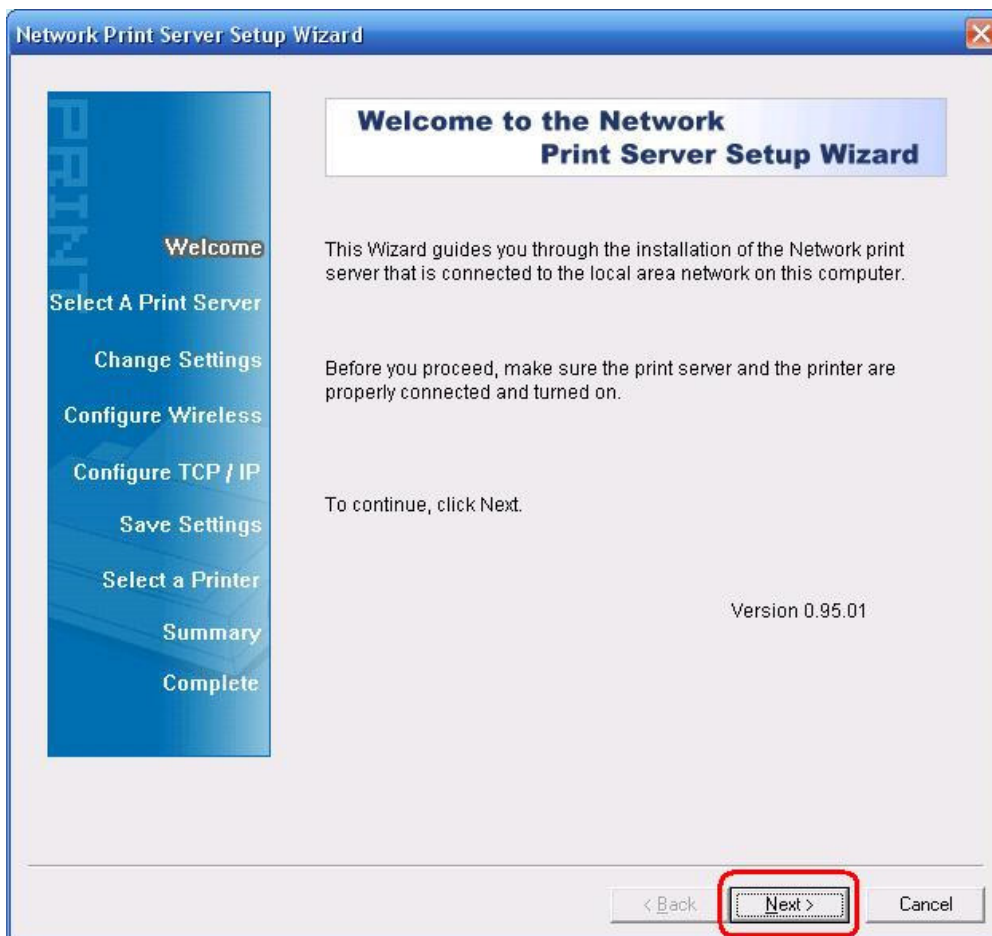 Network Print Server Setup Wizard
PRINT
Welcome
Select A Print Server
Change Settings
Configure Wireless
Configure TCP / IP
Save Settings
Select a Printer
Summary
Complete
Welcome to the Network
Print Server Setup Wizard
This Wizard guides you through the installation of the Network print
server that is connected to the local area network on this computer.
Before you proceed, make sure the print server and the printer are
properly connected and turned on.
To continue, click Next.
Version 0.95.01
< Back
Next >
Cancel